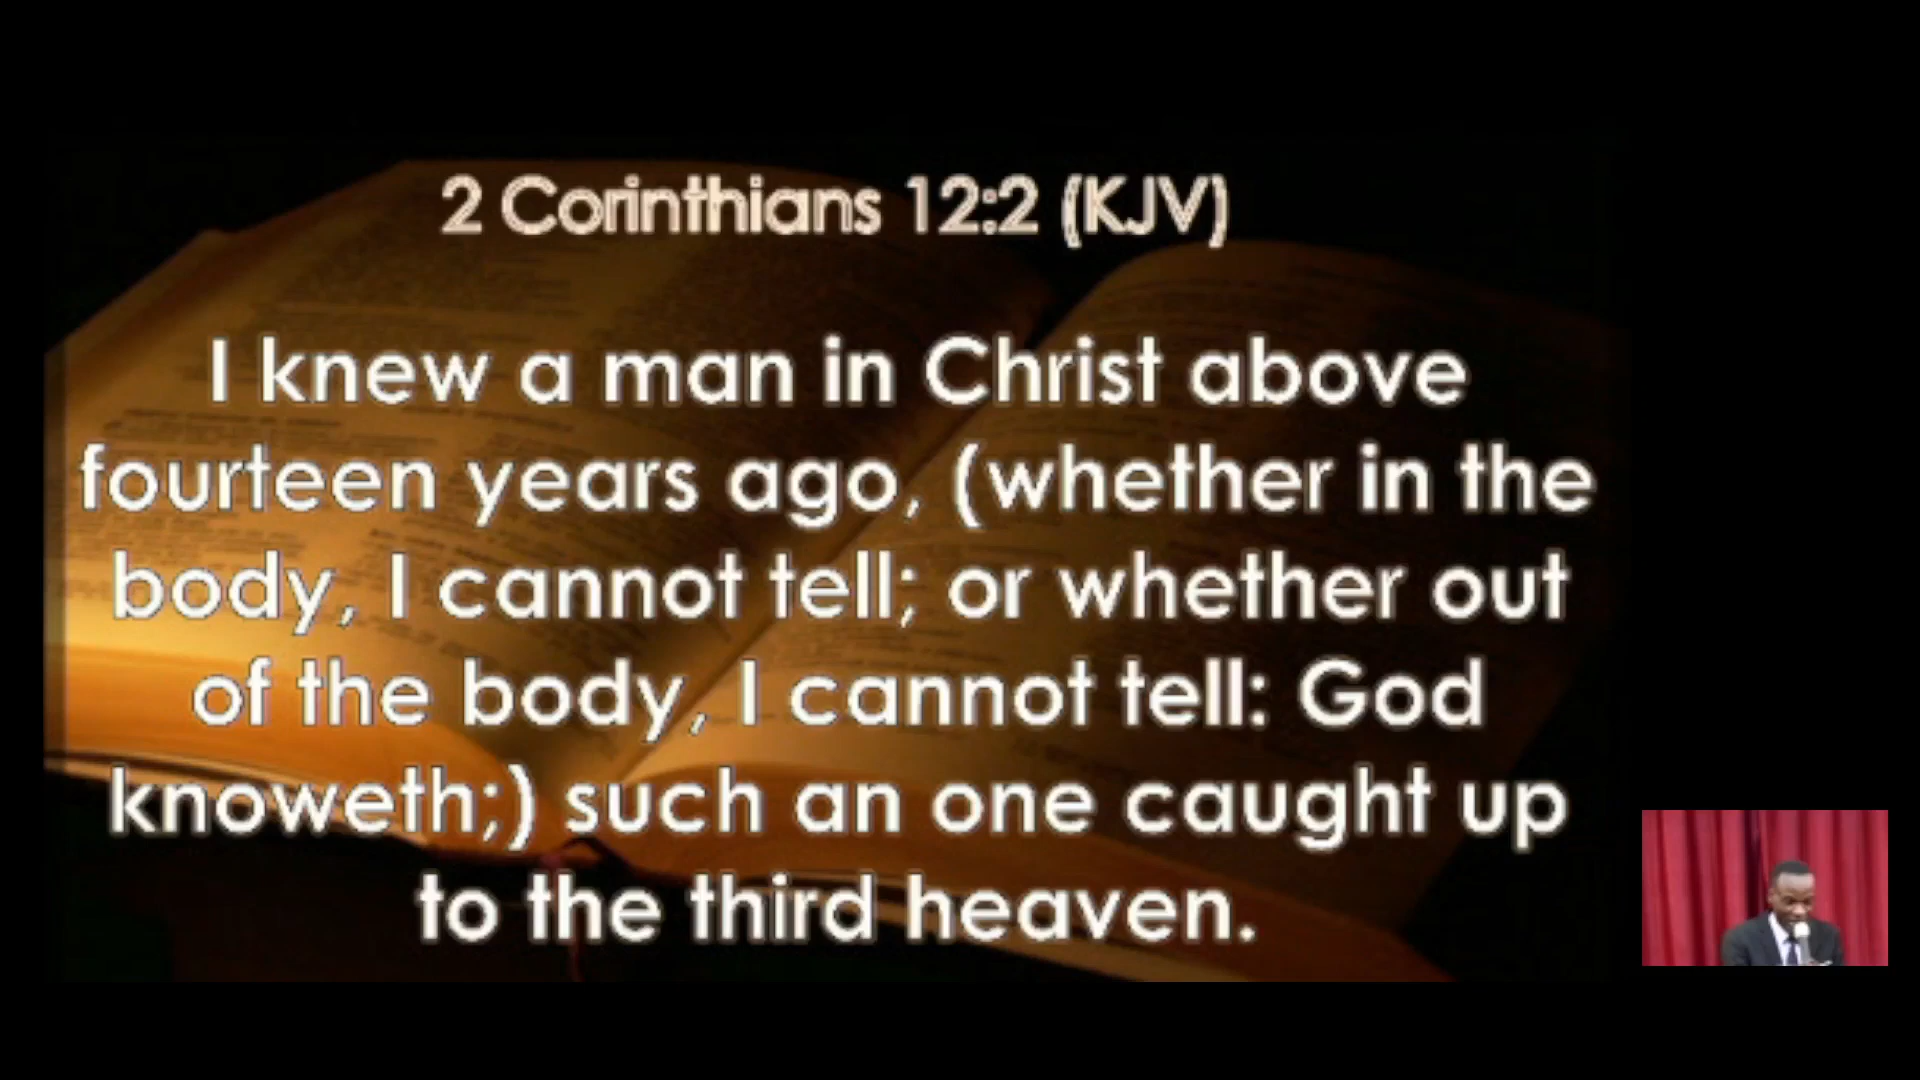 2 Corinthians 12:2 (KJV)
I knew a man in Christ above
fourteen years ago, (whether in the
body, I cannot tell; or whether out
of the body, I cannot tell: God
knoweth;) such an one caught up
to the third heaven.